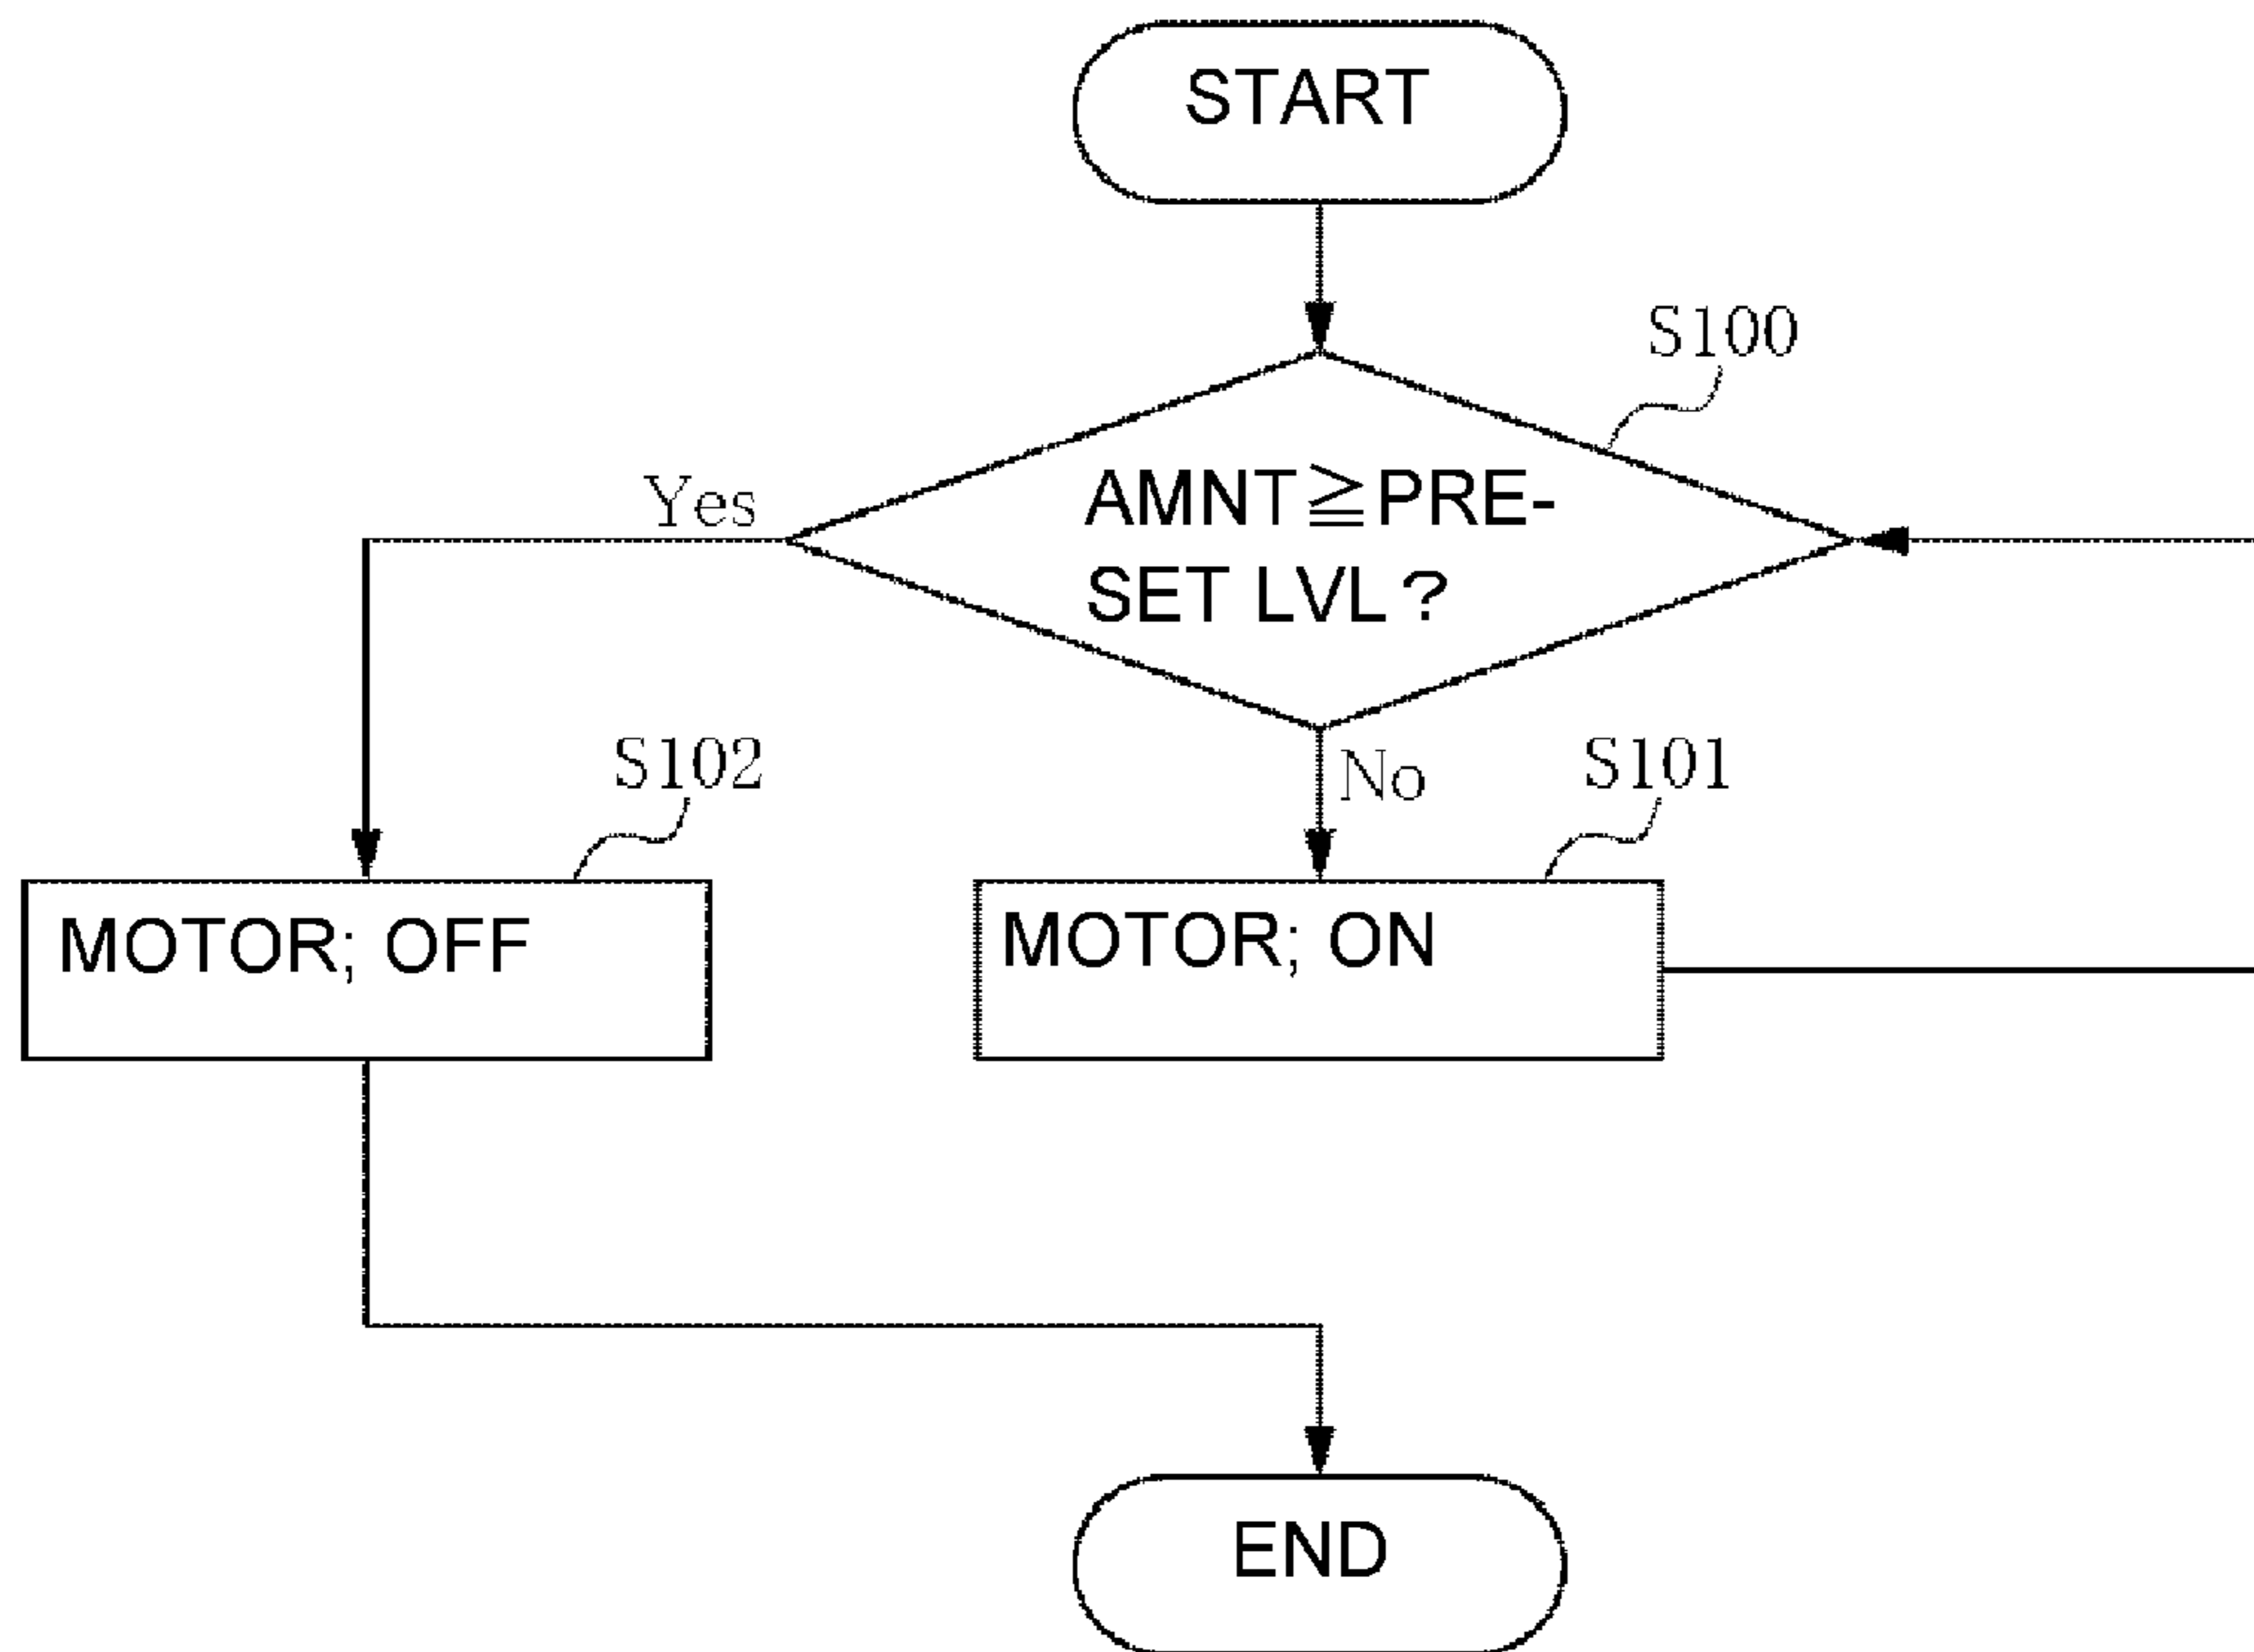 START
S100
Yes
AMNT≧PRE-
SET LVL ?
S102
No
S101
MOTOR; OFF
MOTOR; ON
END